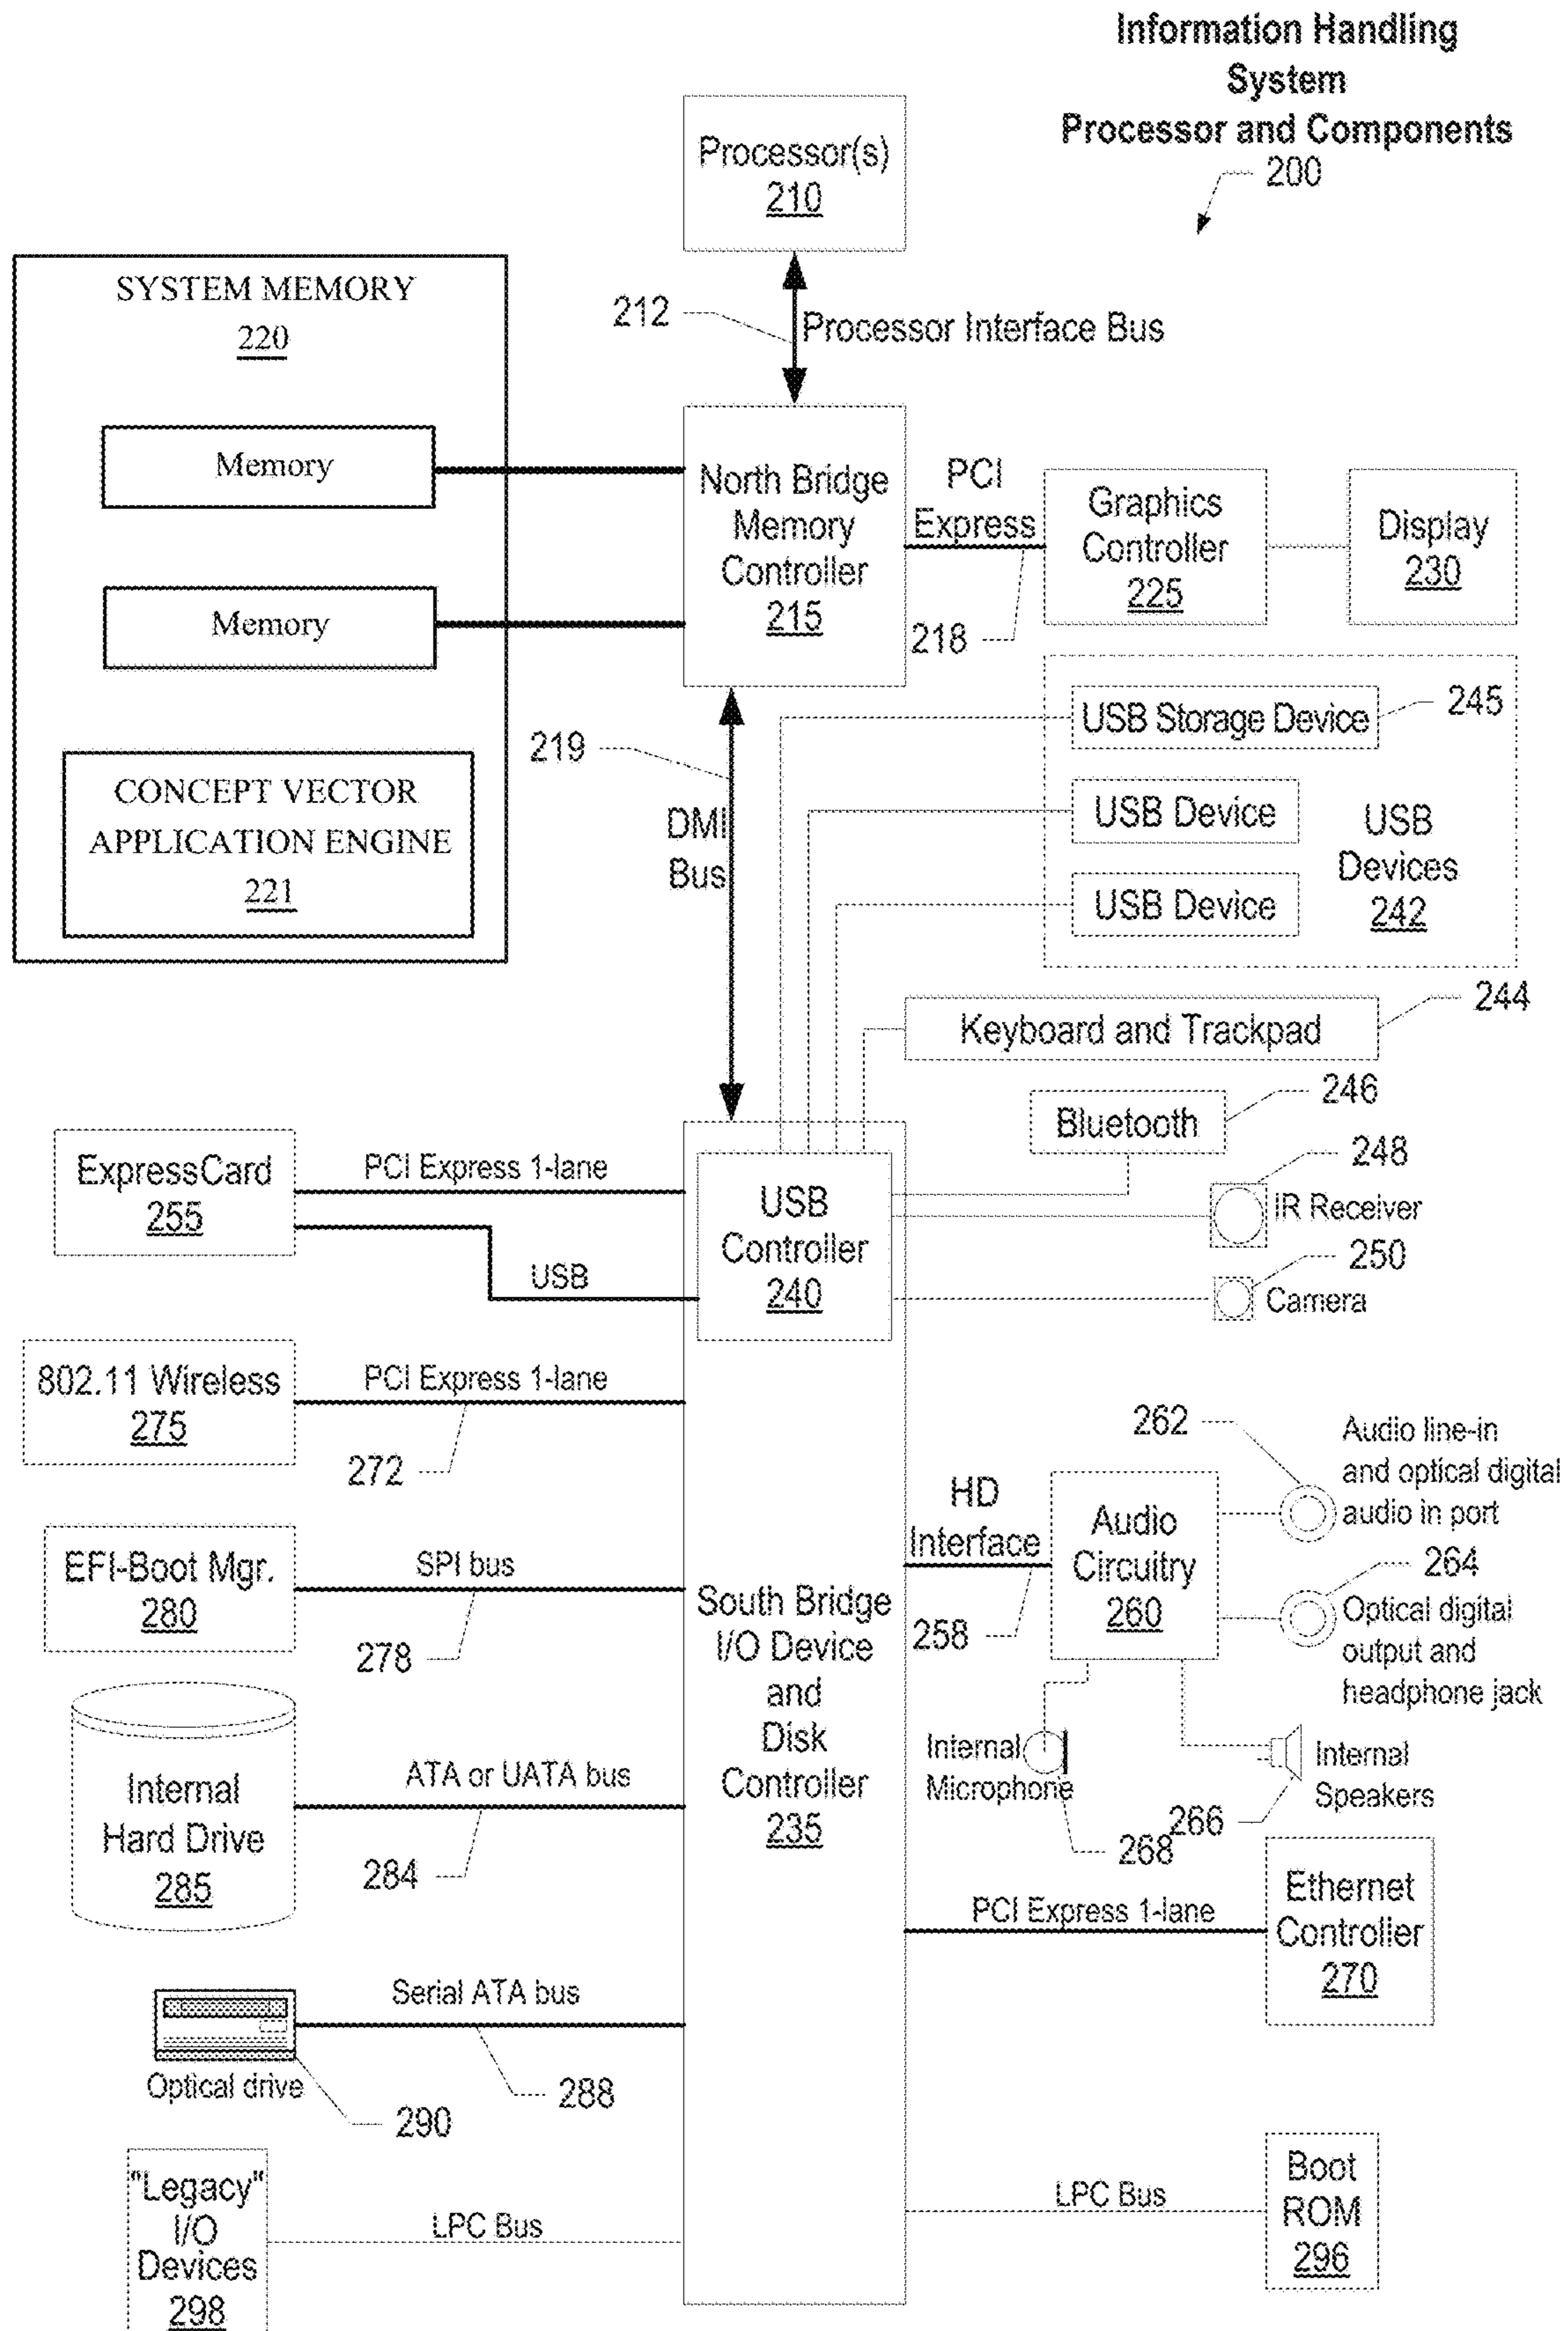 Information Handling
System
Processor and Components
200
Processor(s)
210
212
Processor Interface Bus
SYSTEM MEMORY
220
Memory
Memory
CONCEPT VECTOR
APPLICATION ENGINE
221
North Bridge
Memory
Controller
215
PCI
Express
218
Graphics
Controller
225
Display
230
219
DMI
Bus
USB Storage Device
245
USB Device
USB Device
USB
Devices
242
Keyboard and Trackpad
244
Bluetooth
246
248
IR Receiver
250
Camera
ExpressCard
255
PCI Express 1-lane
USB
USB
Controller
240
802.11 Wireless
275
PCI Express 1-lane
272
EFI-Boot Mgr.
280
SPI bus
278
Internal
Hard Drive
285
ATA or UATA bus
284
Serial ATA bus
288
Optical drive
290
"Legacy"
I/O
Devices
298
LPC Bus
South Bridge
I/O Device
and
Disk
Controller
235
HD
Interface
258
Audio
Circuitry
260
262
Audio line-in
and optical digital
audio in port
264
Optical digital
output and
headphone jack
Internal
Microphone
268
266
Internal
Speakers
PCI Express 1-lane
Ethernet
Controller
270
LPC Bus
Boot
ROM
296